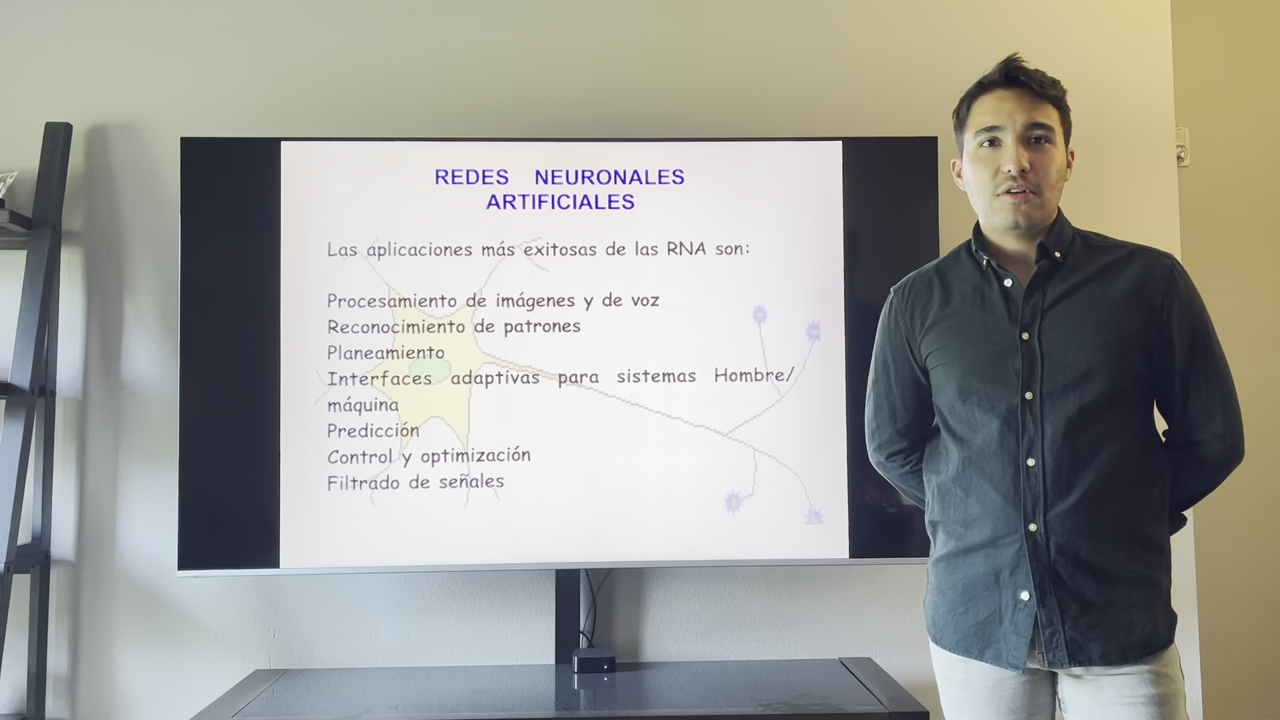 REDES NEURONALES
ARTIFICIALES
Las aplicaciones más exitosas de las RNA son:
Procesamiento de imágenes y de voz
Reconocimiento de patrones
Planeamiento
Interfaces adaptivas para sistemas Hombre/
máquina
Predicción
Control y optimización
Filtrado de señales